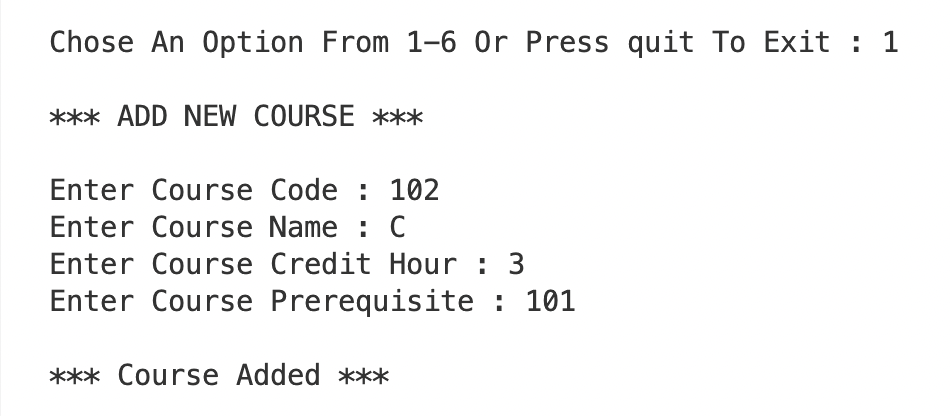 Chose An Option From 1-6 Or Press quit To Exit : 1
*** ADD NEW COURSE ***
Enter Course Code : 102
Enter Course Name : C
Enter Course Credit Hour : 3
Enter Course Prerequisite : 101
*** Course Added ***